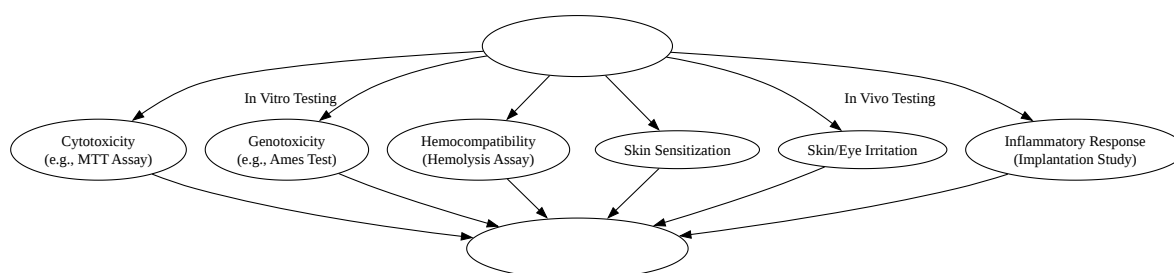 In Vitro Testing
In Vivo Testing
Cytotoxicity
(e.g., MTT Assay)
Genotoxicity
(e.g., Ames Test)
Hemocompatibility
(Hemolysis Assay)
Skin Sensitization
Skin/Eye Irritation
Inflammatory Response
(Implantation Study)